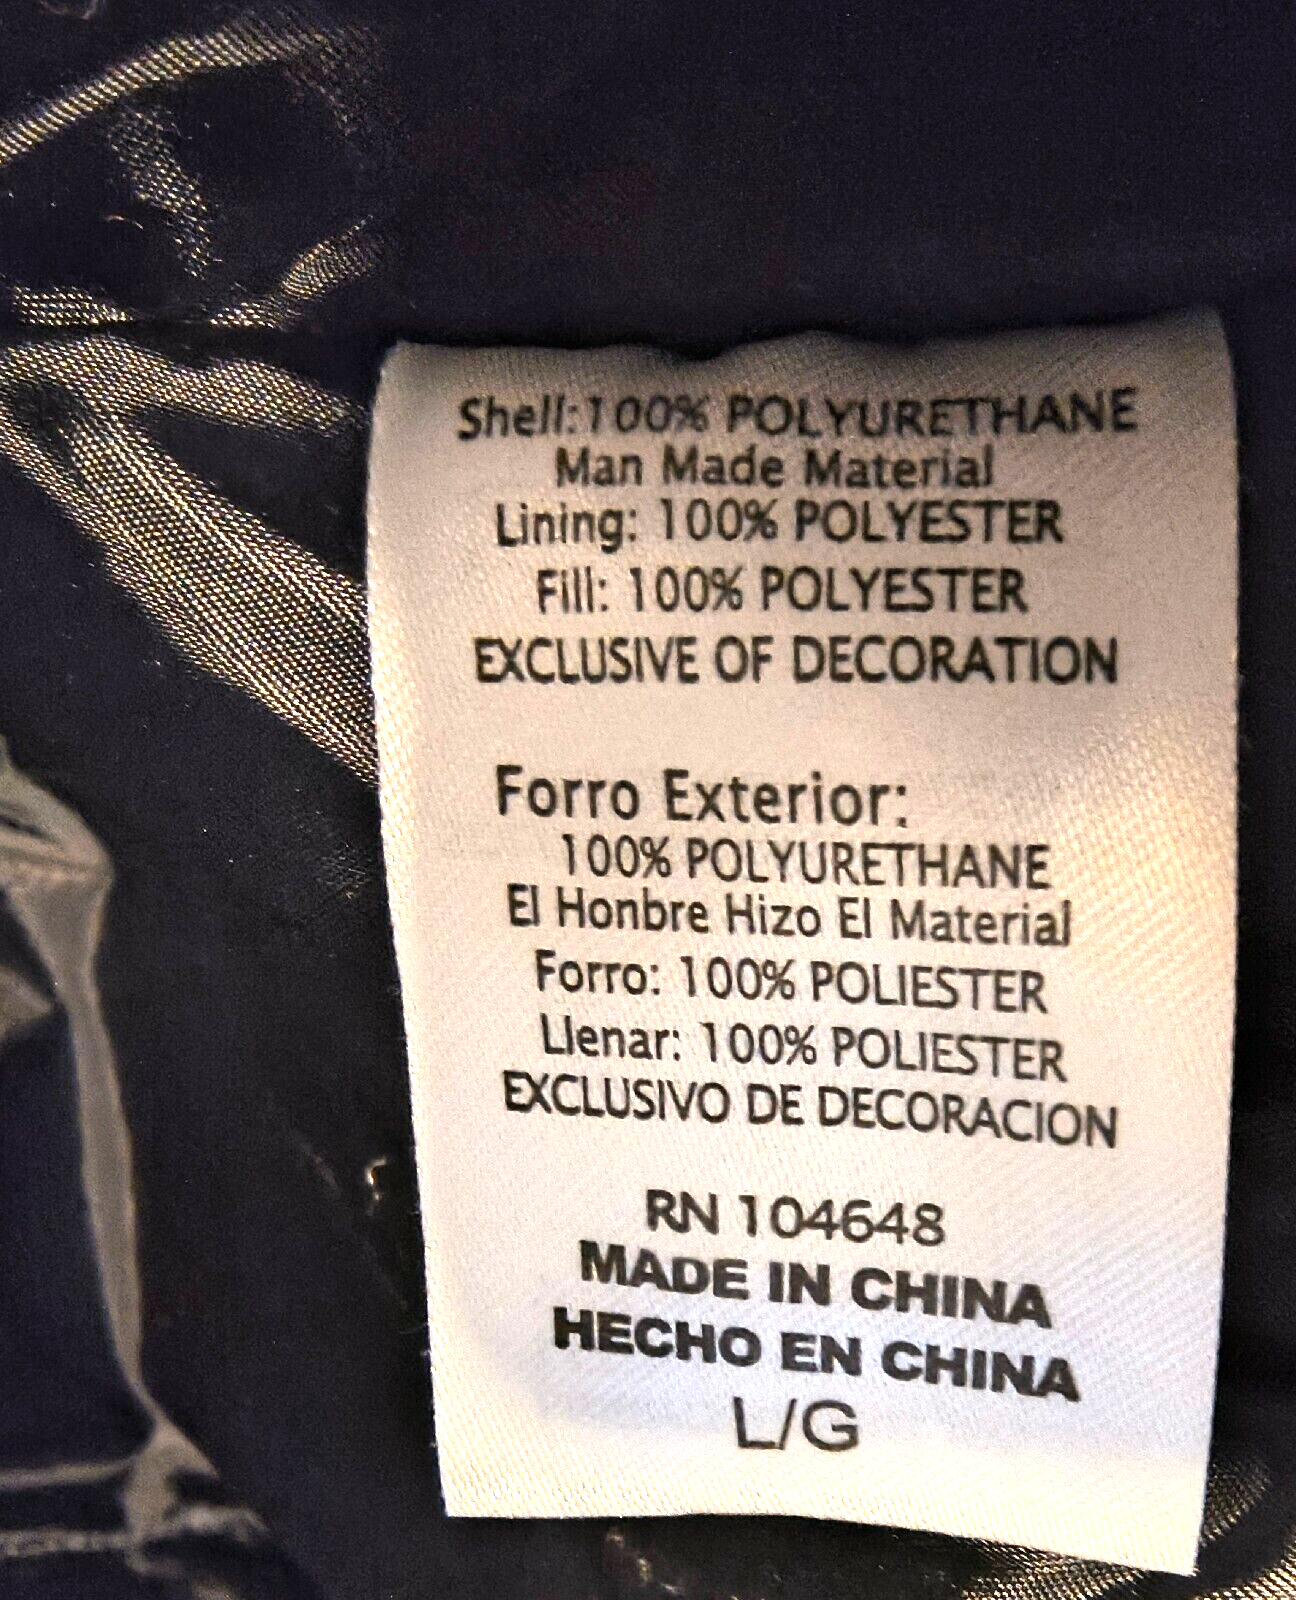 Shell:100% POLYURETHANE
Man Made Material
Lining: 100% POLYESTER
Fill: 100% POLYESTER
EXCLUSIVE OF DECORATION
Forro Exterior:
100% POLYURETHANE
El Honbre Hizo El Material
Forro: 100% POLIESTER
Llenar: 100% POLIESTER
EXCLUSIVO DE DECORACION
RN 104648
MADE IN CHINA
HECHO EN CHINA
L/G